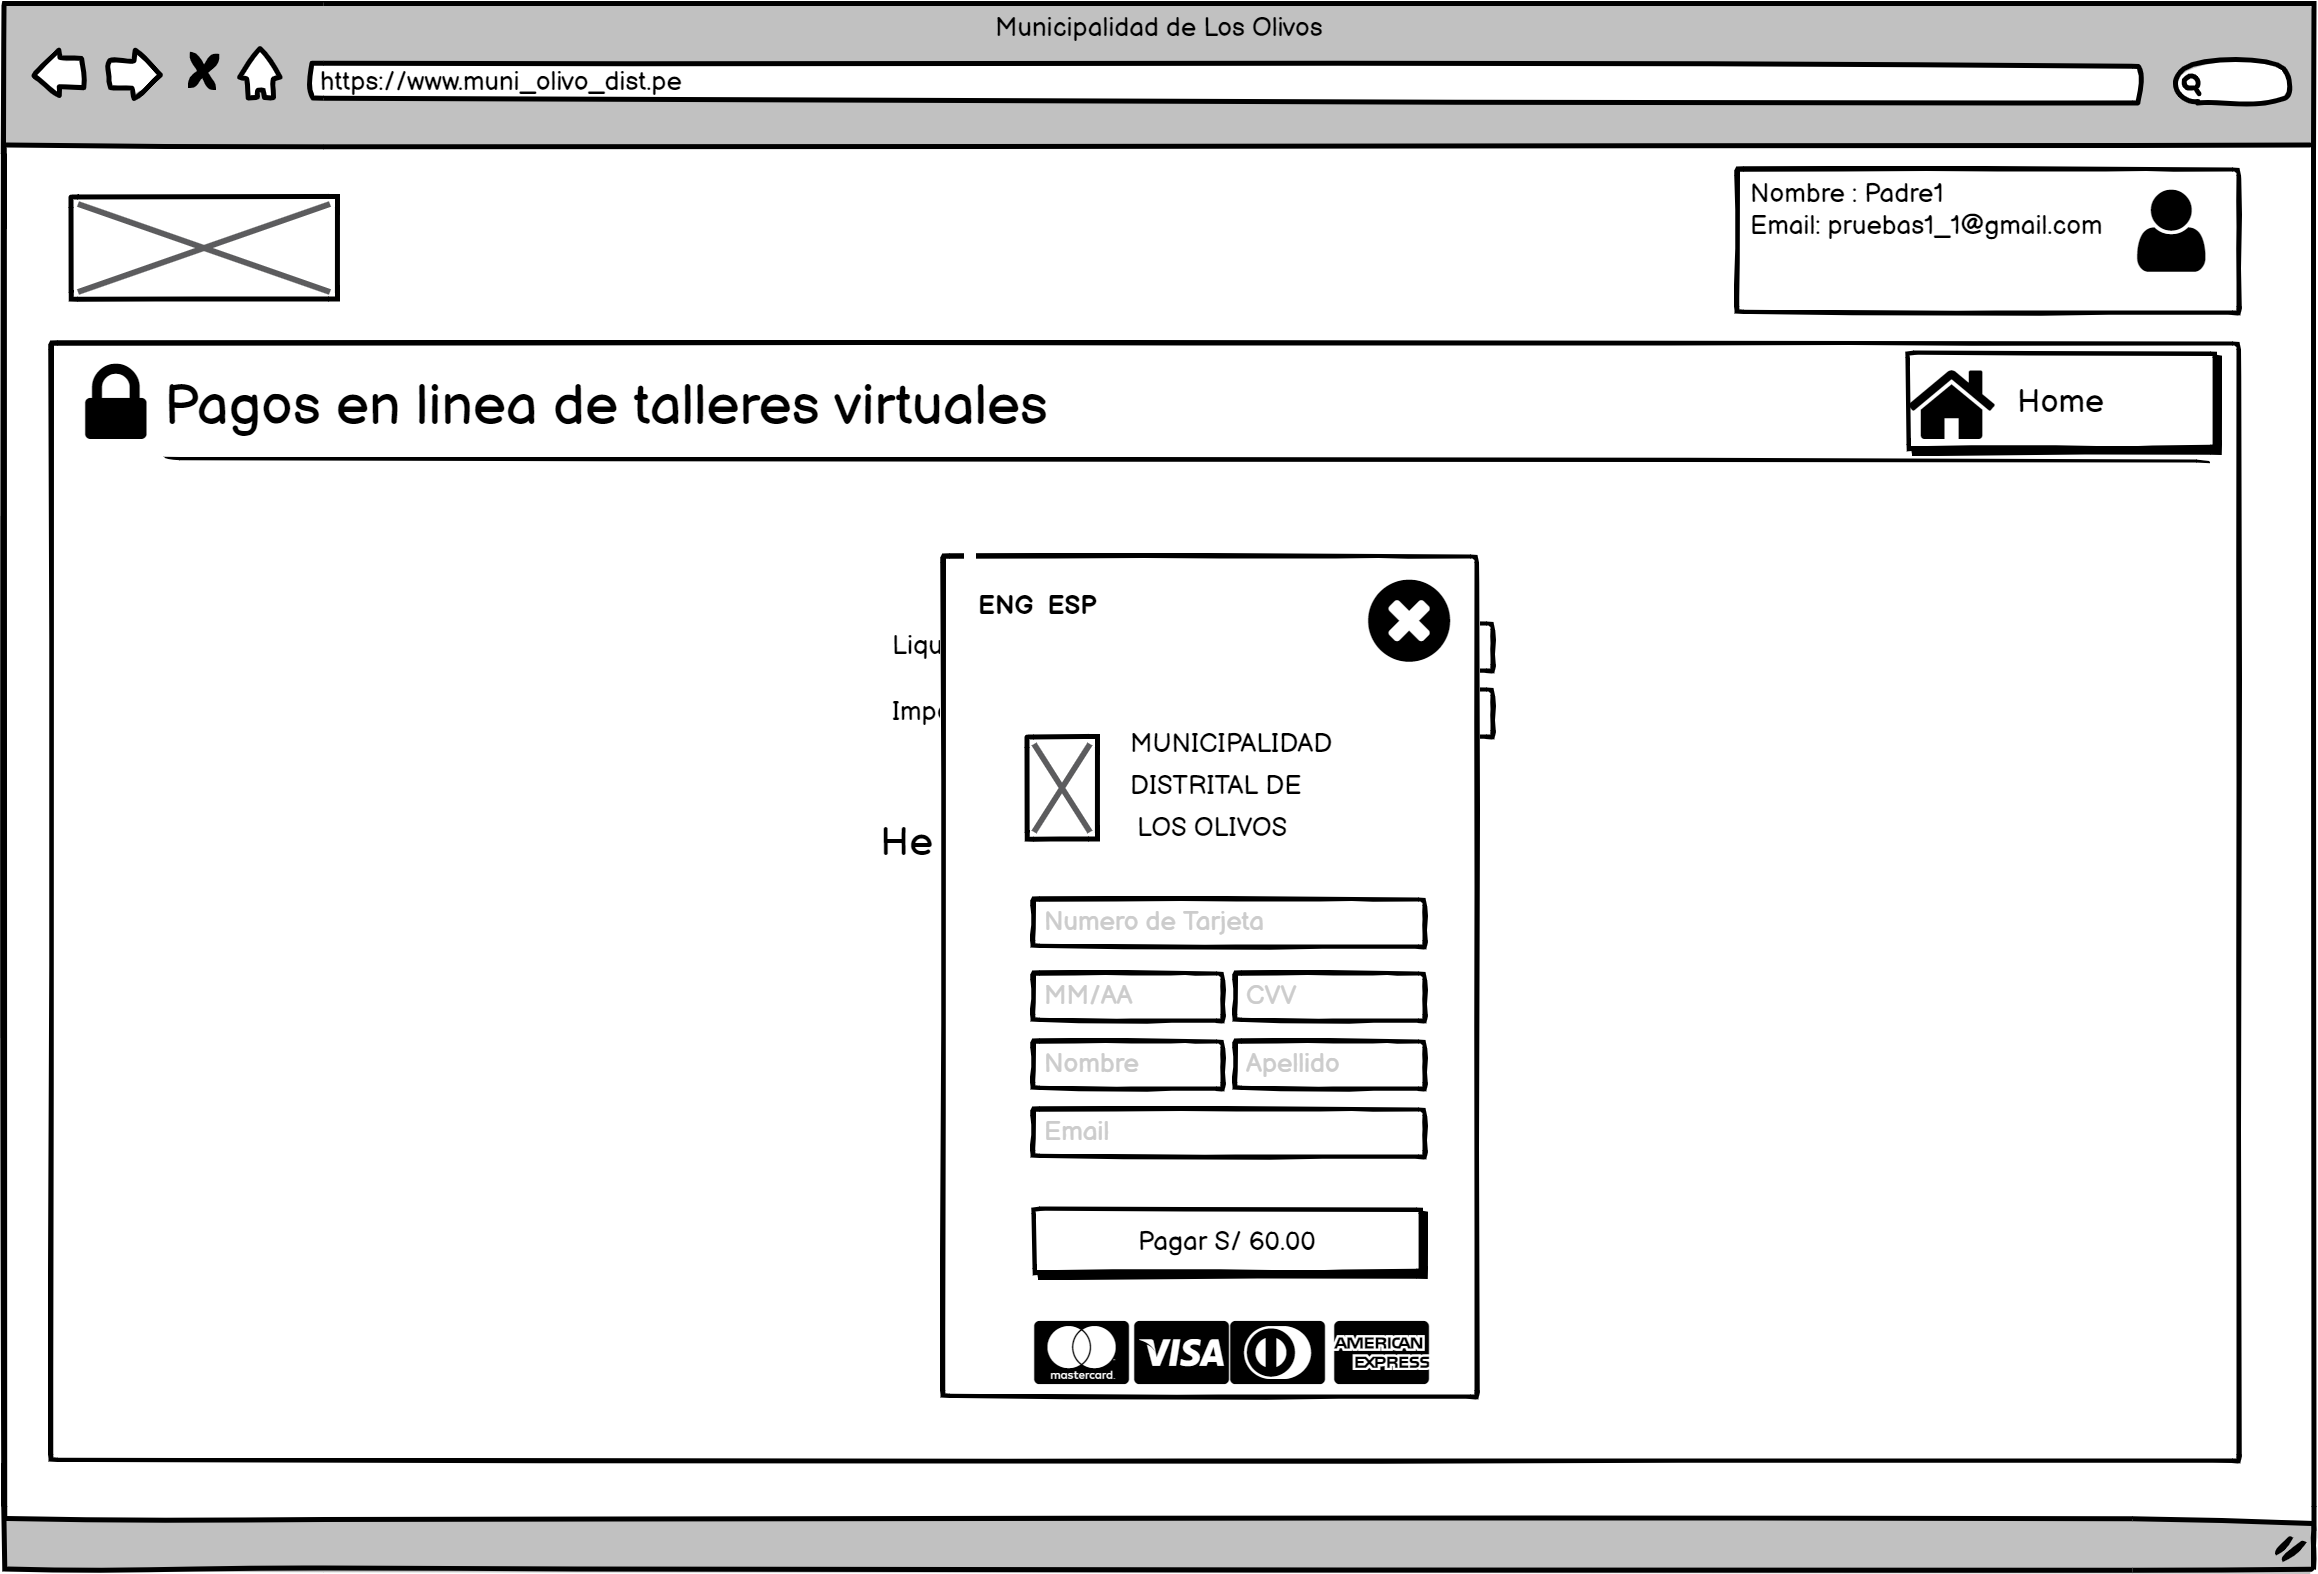 Municipalidad de Los Olivos
https://www.muni_olivo_dist.pe
Nombre : Padre1
Email: pruebas1_1@gmail.com
Pagos en linea de talleres virtuales
Home
ENG ESP
Liqu
Imp
MUNICIPALIDAD
DISTRITAL DE
LOS OLIVOS
He
Numero de Tarjeta
MM/AA CVV
Nombre Apellido
Email
Pagar S/ 60.00
mastercard. VISA AMERICAN EXPRESS